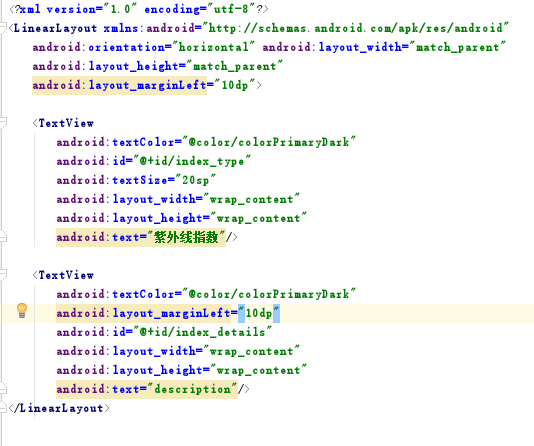 <?xml version="1.0" encoding="utf-8"?>
<LinearLayout xmlns:android="http://schemas.android.com/apk/res/android"
    android:orientation="horizontal" android:layout_width="match_parent"
    android:layout_height="match_parent"
    android:layout_marginLeft="10dp">

    <TextView
        android:textColor="@color/colorPrimaryDark"
        android:id="@+id/index_type"
        android:textSize="20sp"
        android:layout_width="wrap_content"
        android:layout_height="wrap_content"
        android:text="紫外线指数"/>

    <TextView
        android:textColor="@color/colorPrimaryDark"
        android:layout_marginLeft="10dp"
        android:id="@+id/index_details"
        android:layout_width="wrap_content"
        android:layout_height="wrap_content"
        android:text="description"/>
</LinearLayout>